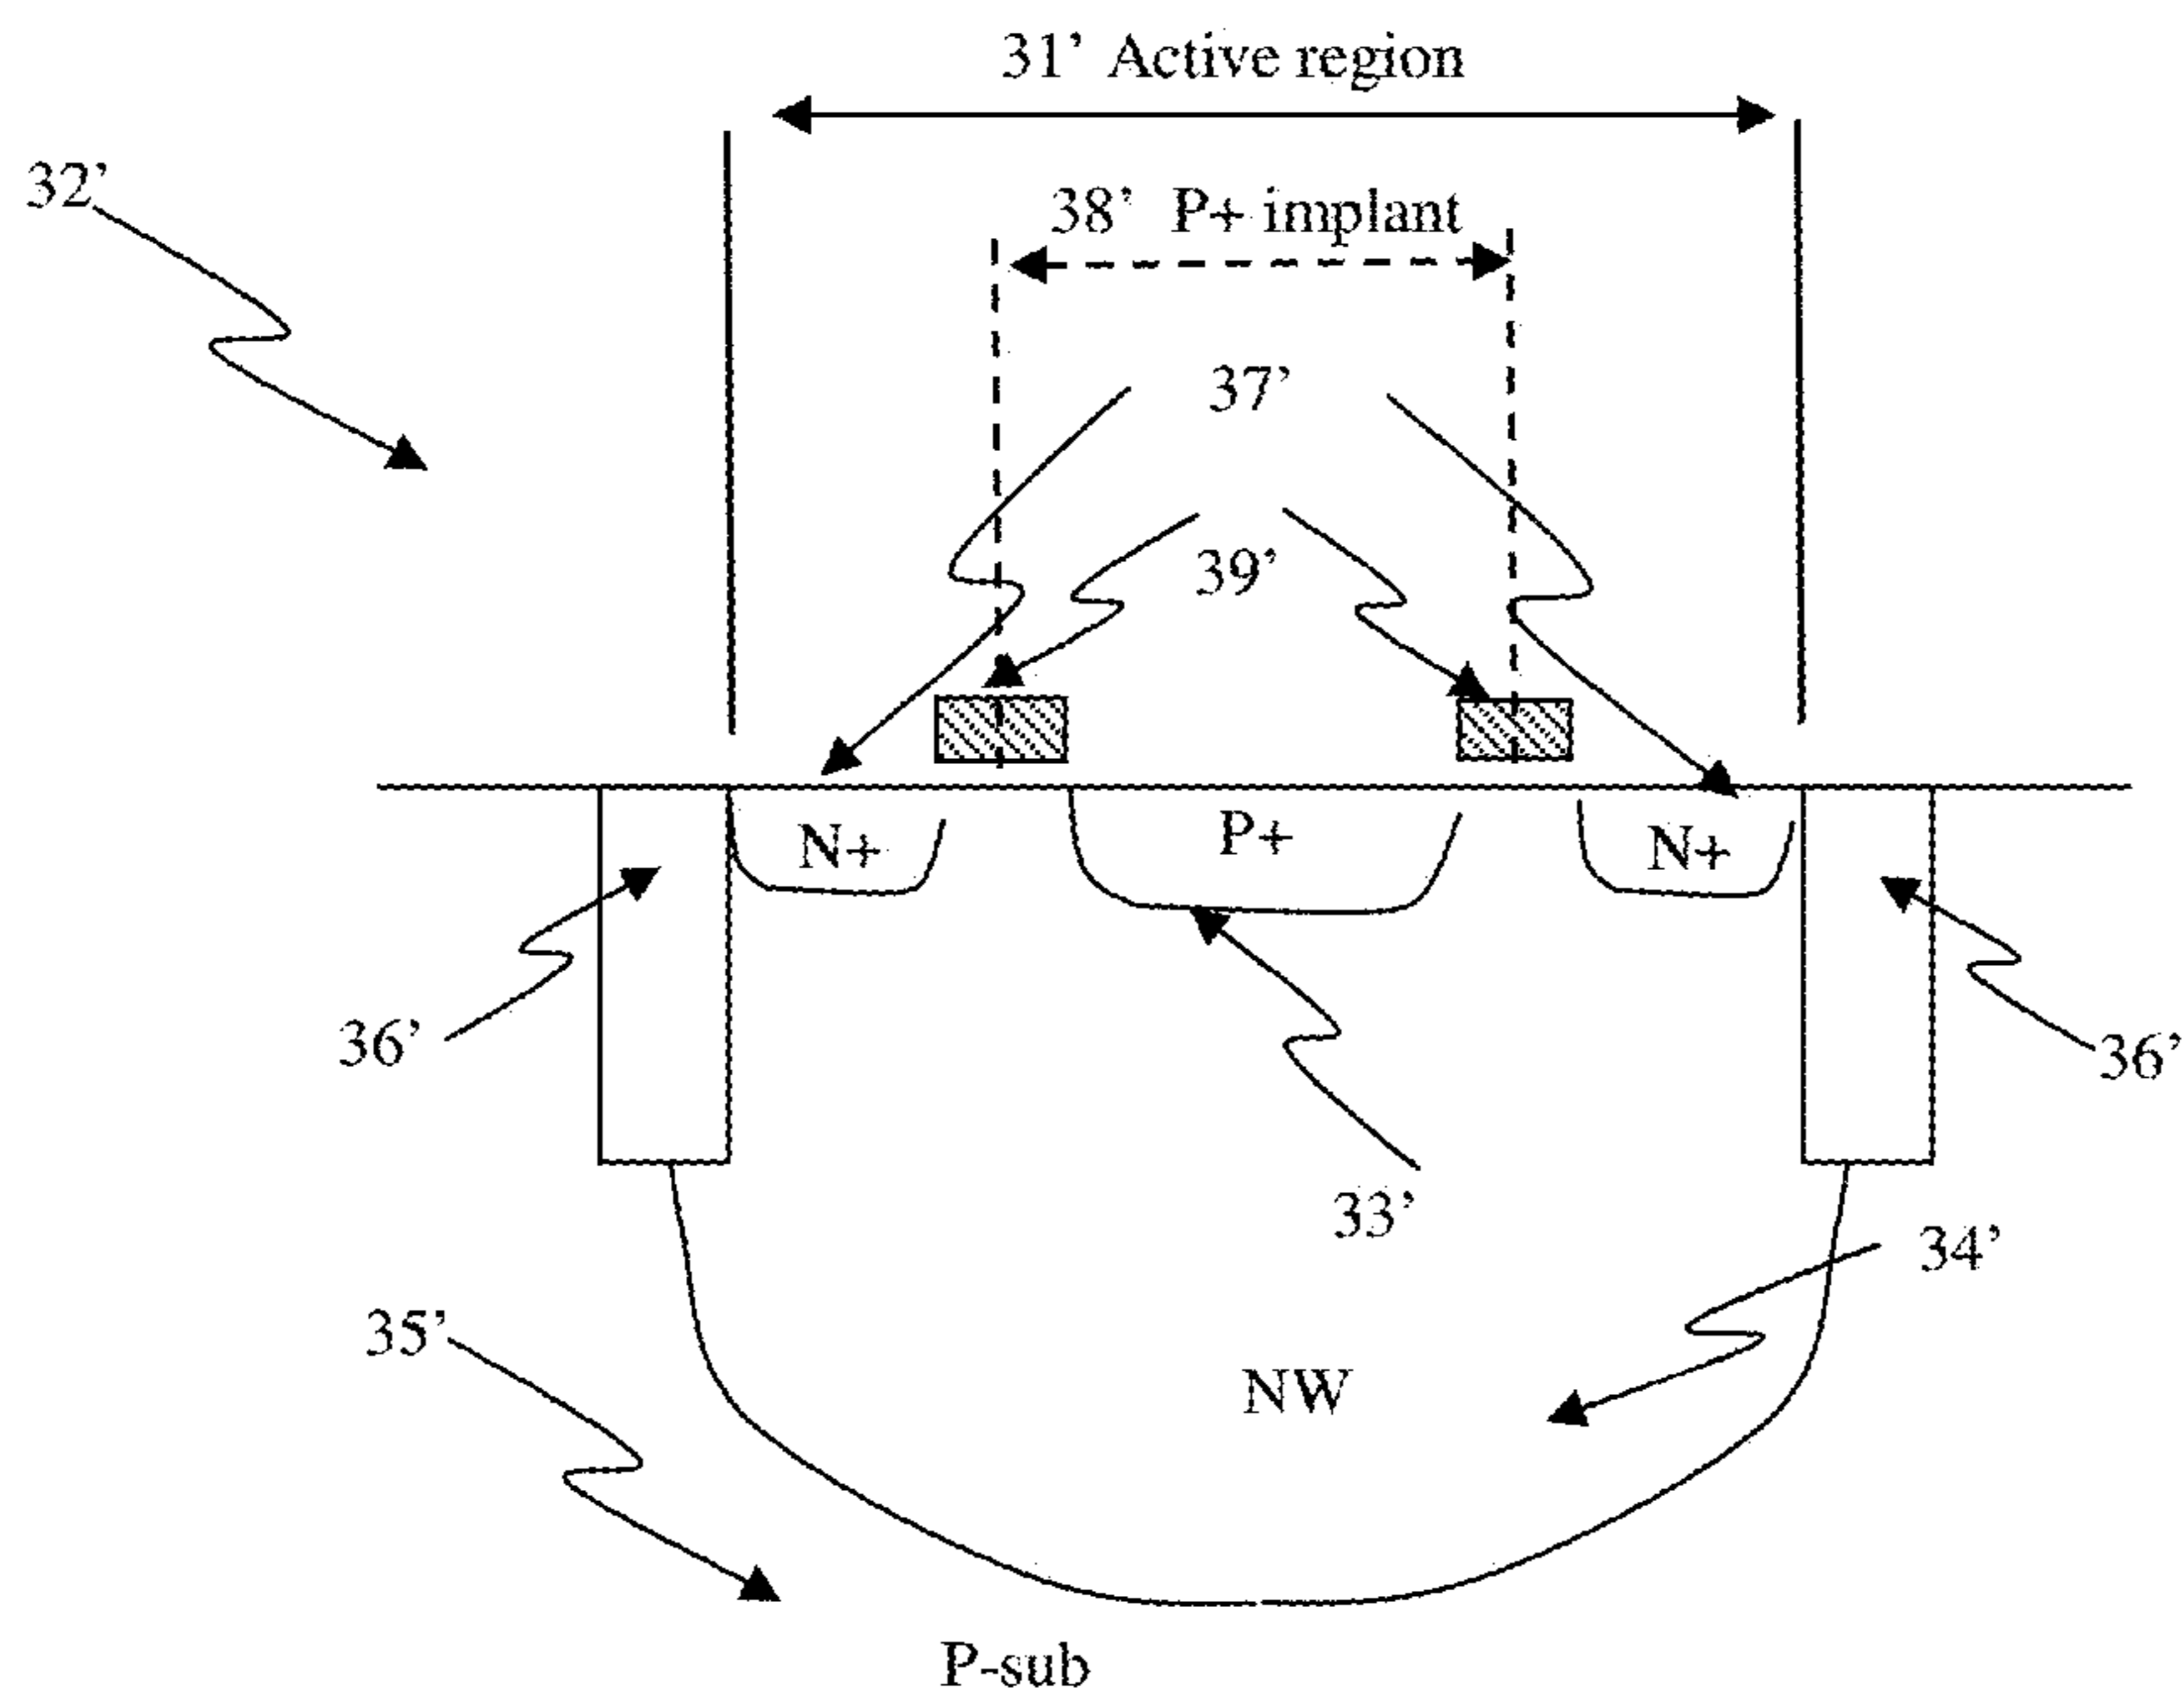 31’ Active region
32’
38’ P+ implant
37’
39’
N+
P+
N+
36’
36’
33’
34’
35’
NW
P-sub